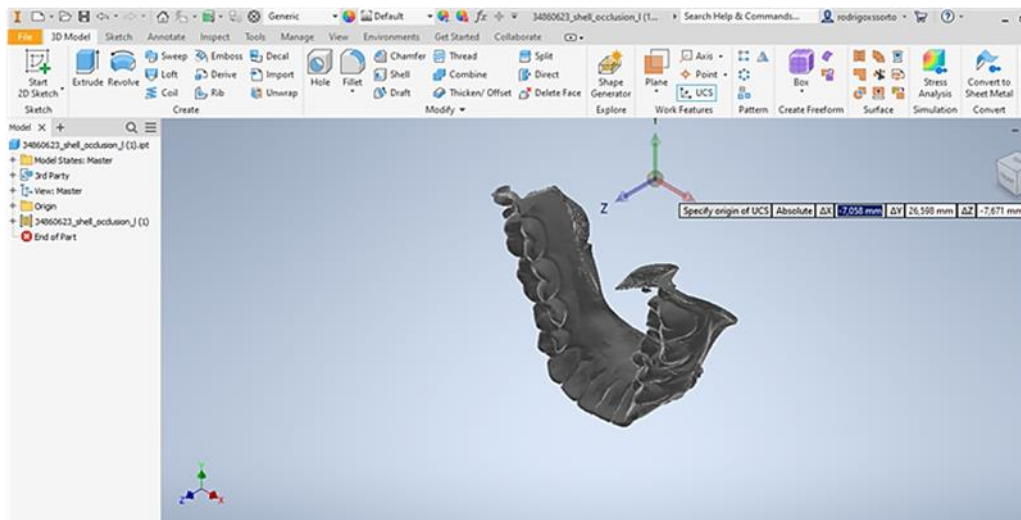 Generic
Default
34860623_shell_occlusion_l (1...
Search Help & Commands...
rodrigoxssorto
File 3D Model Sketch Annotate Inspect Tools Manage View Environments Get Started Collaborate
Start 2D Sketch
Extrude
Revolve
Sweep Emboss Decal
Loft Derive Import
Coil Rib Unwrap
Hole
Fillet
Chamfer Thread
Shell Combine
Draft Thicken/ Offset
Split
Direct
Delete Face
Shape Generator
Plane
Axis
Point
UCS
Box
Stress Analysis
Convert to Sheet Metal
Sketch Create Modify Explore Work Features Pattern Create Freeform Surface Simulation Convert
Model
34860623_shell_occlusion_l (1).ipt
Model States: Master
3rd Party
View: Master
Origin
34860623_shell_occlusion_l (1)
End of Part
Z
Specify origin of UCS Absolute ΔX -7,058 mm ΔY 26,598 mm ΔZ -7,671 mm
Y
Z X